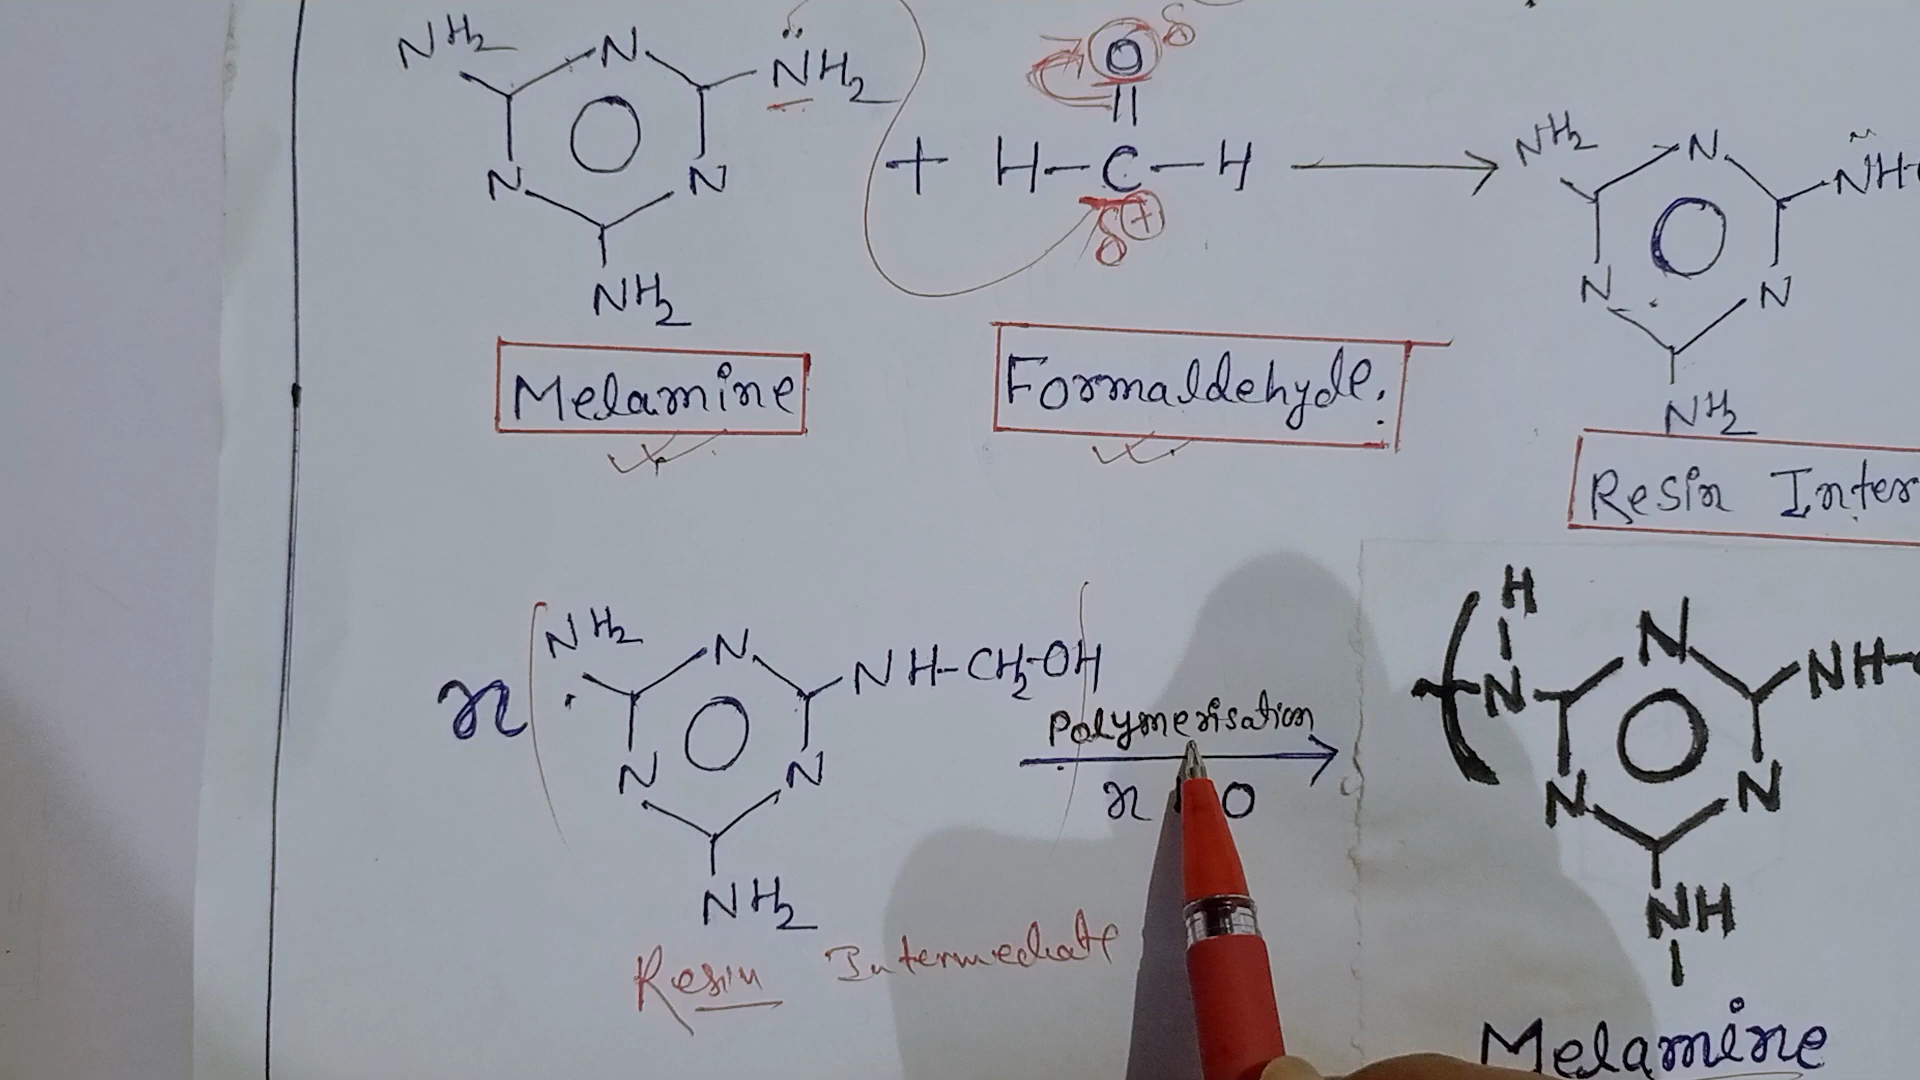 NH₂ N N̈H₂
N N
NH₂
+ H-C-H
O δ
δ⊕
NH₂ N NH-
N N
NH₂
Melamine
Formaldehyde.
Resin Inter
n ( NH₂ N NH-CH₂-OH )
N N
NH₂
Polymerisation
n O
Resin Intermediate
( H
N N NH-
N N
NH
Melamine